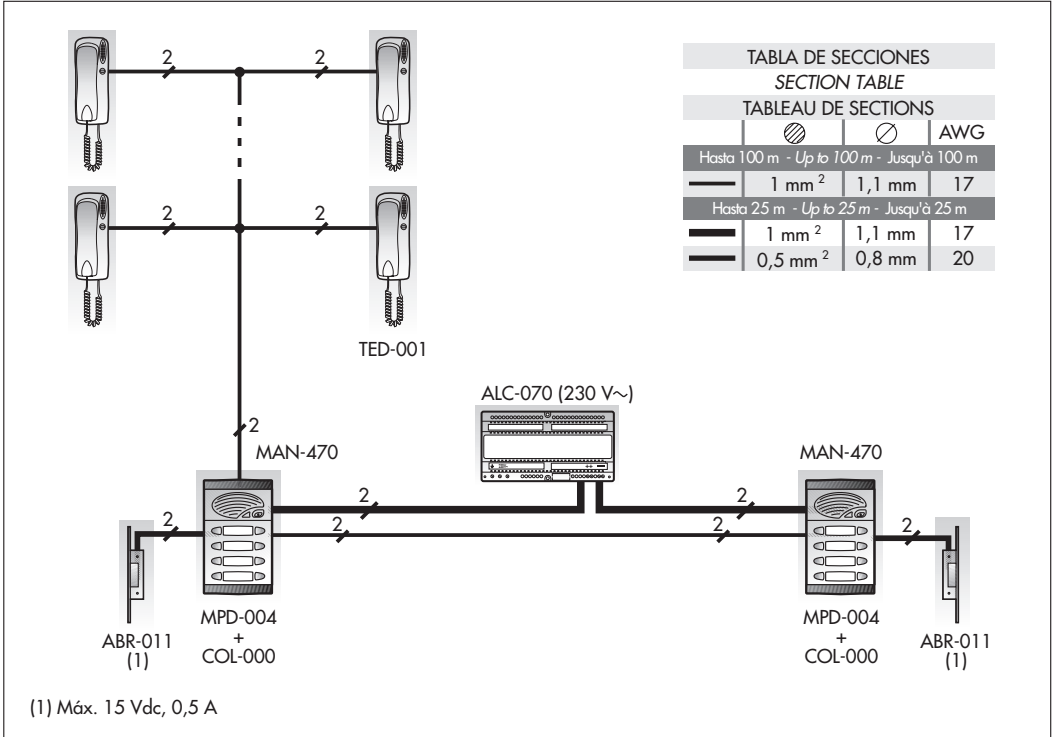 2
2
TABLA DE SECCIONES
SECTION TABLE
TABLEAU DE SECTIONS
AWG
Hasta 100 m - Up to 100 m - Jusqu'à 100 m
1 mm 2 1,1 mm 17
Hasta 25 m - Up to 25 m - Jusqu'à 25 m
1 mm 2 1,1 mm 17
0,5 mm 2 0,8 mm 20
2
2
TED-001
ALC-070 (230 V~)
2
MAN-470
MAN-470
2
2
2
2
2
2
MPD-004
+
COL-000
MPD-004
+
COL-000
ABR-011
(1)
ABR-011
(1)
(1) Máx. 15 Vdc, 0,5 A